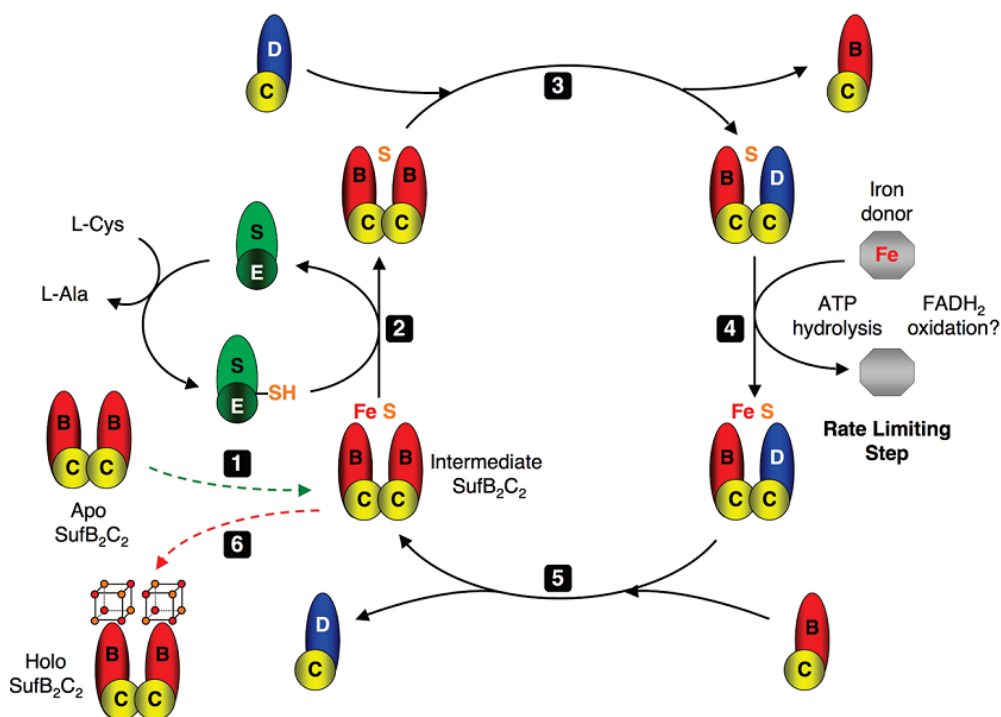 D
C
B
C
3
S
B B
C C
S
B D
C C
Iron
donor
Fe
L-Cys
L-Ala
S
E
2
4
ATP
hydrolysis
FADH₂
oxidation?
S
E
SH
Fe S
B B
C C
Intermediate
SufB₂C₂
Fe S
B D
C C
Rate Limiting
Step
B B
C C
Apo
SufB₂C₂
1
6
5
D
C
B
C
B B
C C
Holo
SufB₂C₂